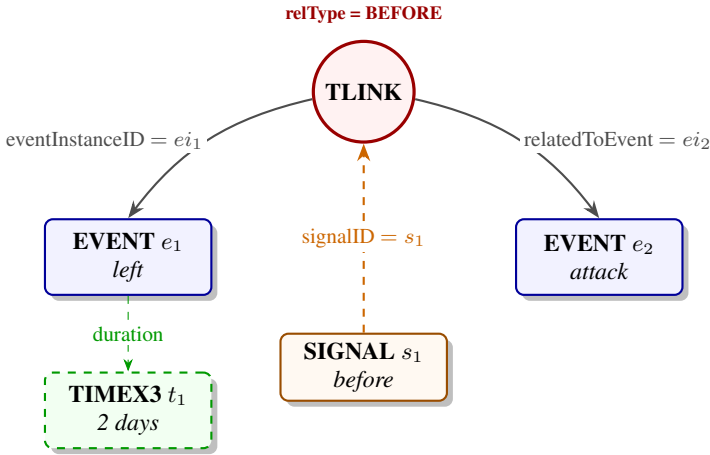 relType = BEFORE
TLINK
eventInstanceID = ei₁
relatedToEvent = ei₂
EVENT e₁
left
signalID = s₁
EVENT e₂
attack
duration
SIGNAL s₁
before
TIMEX3 t₁
2 days